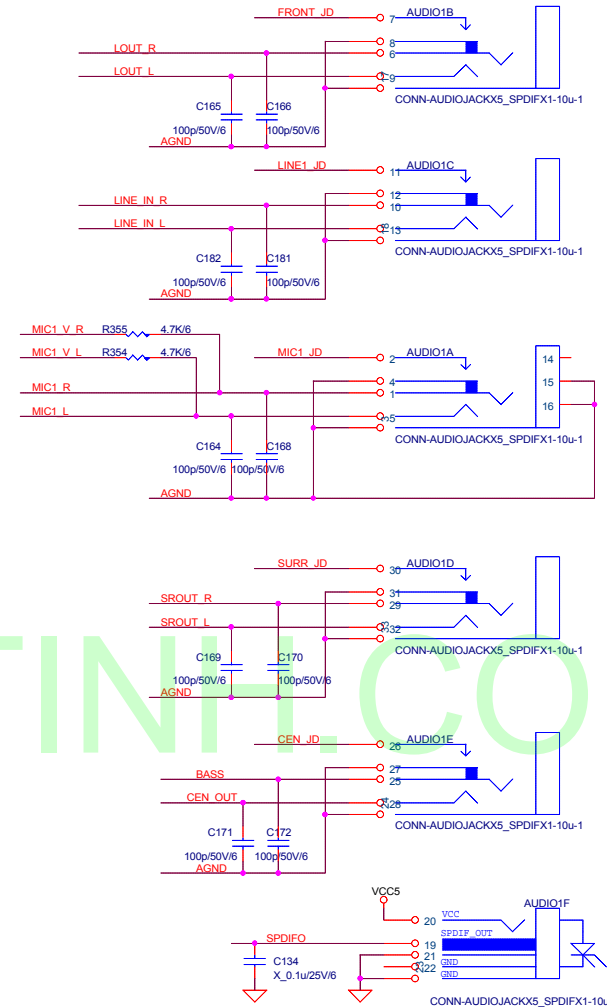 FRONT_JD 7 AUDIO1B
8
LOUT_R 6
LOUT_L 9
CONN-AUDIOJACKX5_SPDIFX1-10u-1
C165 C166
100p/50V/6 100p/50V/6
AGND
LINE1_JD 11 AUDIO1C
12
LINE_IN_R 10
LINE_IN_L 13
CONN-AUDIOJACKX5_SPDIFX1-10u-1
C182 C181
100p/50V/6 100p/50V/6
AGND
MIC1_V_R R355 4.7K/6
MIC1_V_L R354 4.7K/6
MIC1_JD 2 AUDIO1A 14
4 15
MIC1_R 1 16
MIC1_L 3 5
CONN-AUDIOJACKX5_SPDIFX1-10u-1
C164 C168
100p/50V/6 100p/50V/6
AGND
SURR_JD 30 AUDIO1D
31
SROUT_R 29
SROUT_L 33 32
CONN-AUDIOJACKX5_SPDIFX1-10u-1
C169 C170
100p/50V/6 100p/50V/6
AGND
TINH.CO
CEN_JD 26 AUDIO1E
27
BASS 25
CEN_OUT 24 28
CONN-AUDIOJACKX5_SPDIFX1-10u-1
C171 C172
100p/50V/6 100p/50V/6
AGND
VCC5
20 VCC AUDIO1F
SPDIFO 19 SPDIF_OUT
21
GND
23 22
GND
C134
X_0.1u/25V/6
CONN-AUDIOJACKX5_SPDIFX1-10u